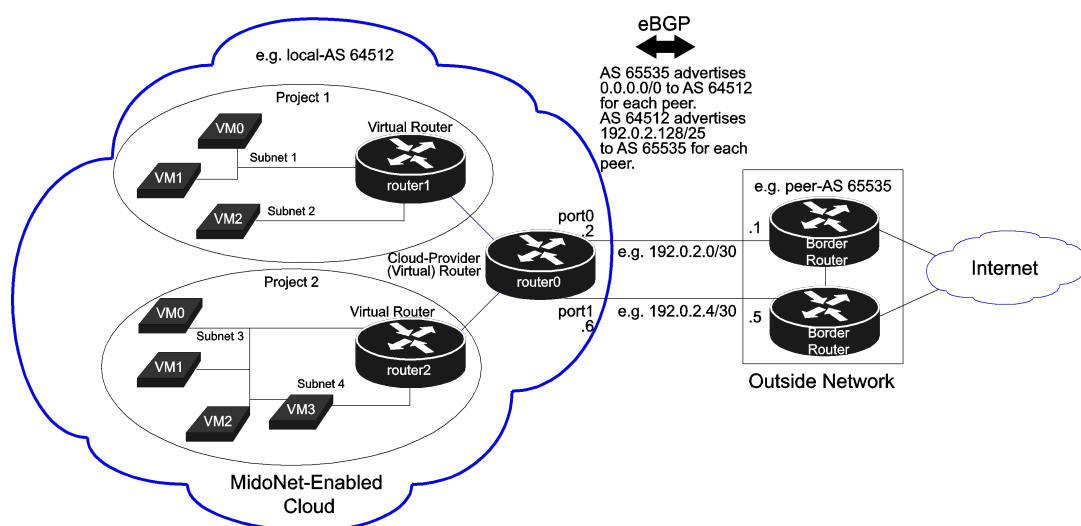 eBGP
AS 65535 advertises
0.0.0.0/0 to AS 64512
for each peer.
AS 64512 advertises
192.0.2.128/25
to AS 65535 for each
peer.
e.g. local-AS 64512
Project 1
VM0
Subnet 1
VM1
VM2
Subnet 2
Virtual Router
router1
Cloud-Provider
(Virtual) Router
router0
port0
.2
e.g. 192.0.2.0/30
port1
.6
e.g. 192.0.2.4/30
Project 2
VM0
Subnet 3
VM1
VM2
Subnet 4
VM3
Virtual Router
router2
MidoNet-Enabled
Cloud
e.g. peer-AS 65535
.1
Border
Router
.5
Border
Router
Outside Network
Internet